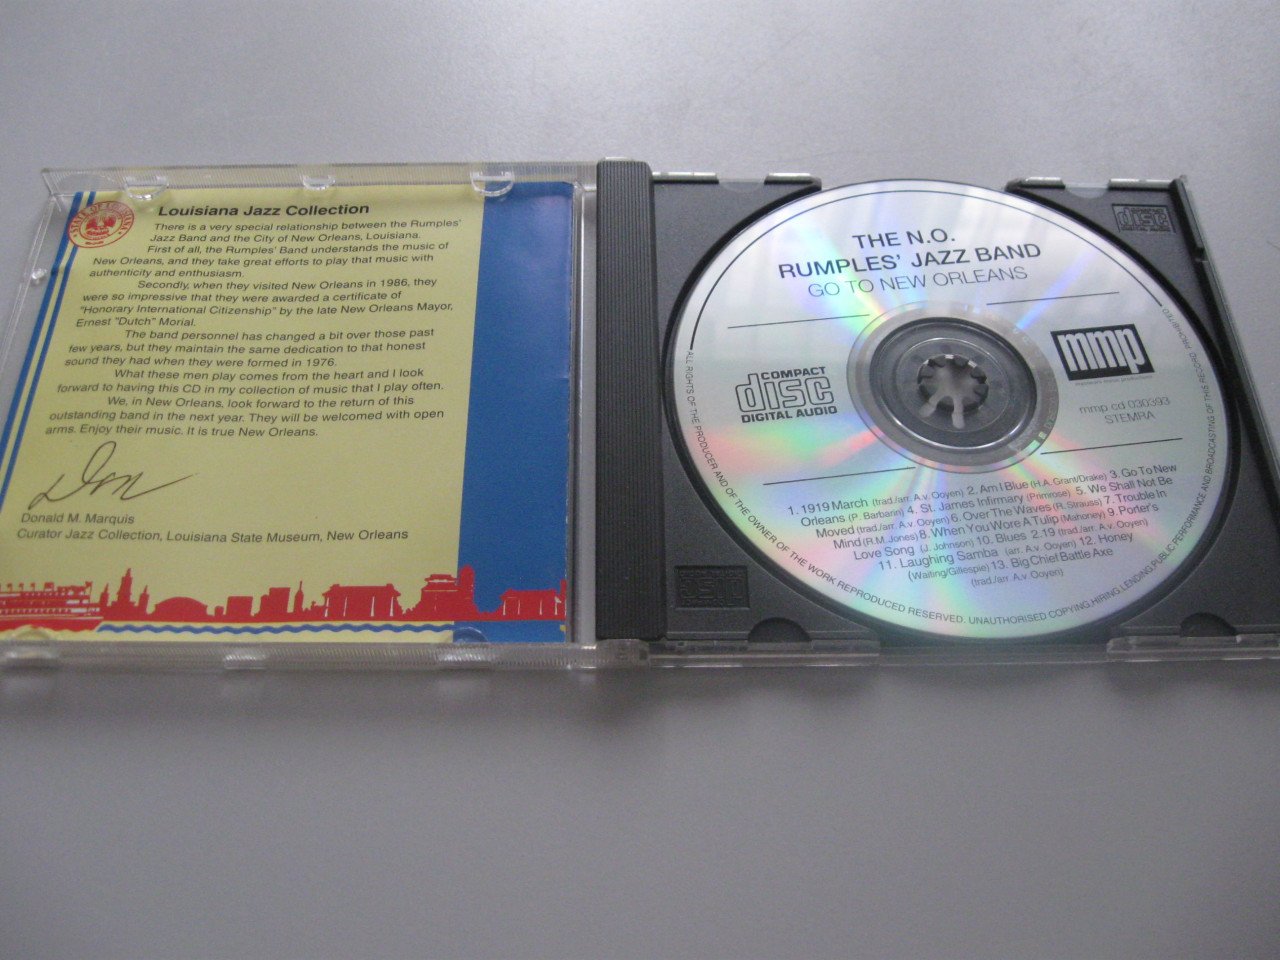 STATE OF LOUISIANA
Louisiana Jazz Collection
There is a very special relationship between the Rumples'
Jazz Band and the City of New Orleans, Louisiana.
First of all, the Rumples' Band understands the music of
New Orleans, and they take great efforts to play that music with
authenticity and enthusiasm.
Secondly, when they visited New Orleans in 1986, they
were so impressive that they were awarded a certificate of
"Honorary International Citizenship" by the late New Orleans Mayor,
Ernest "Dutch" Morial.
The band personnel has changed a bit over those past
few years, but they maintain the same dedication to that honest
sound they had when they were formed in 1976.
What these men play comes from the heart and I look
forward to having this CD in my collection of music that I play often.
We, in New Orleans, look forward to the return of this
outstanding band in the next year. They will be welcomed with open
arms. Enjoy their music. It is true New Orleans.
Don
Donald M. Marquis
Curator Jazz Collection, Louisiana State Museum, New Orleans
THE N.O.
RUMPLES' JAZZ BAND
GO TO NEW ORLEANS
mmp
COMPACT
disc
DIGITAL AUDIO
mmp cd 030393
STEMRA
1. 1919 March (trad./arr. A.v. Ooyen) 2. Am I Blue (H.A. Grant/Drake) 3. Go To New
Orleans (P. Barbarin) 4. St. James Infirmary (Primrose) 5. We Shall Not Be
Moved (trad./arr. A.v. Ooyen) 6. Over The Waves (R. Strauss) 7. Trouble In
Mind (R.M. Jones) 8. When You Wore A Tulip (Mahoney) 9. Porter's
Love Song (J. Johnson) 10. Blues 2.19 (trad./arr. A.v. Ooyen)
11. Laughing Samba (arr. A.v. Ooyen) 12. Honey
(Waiting/Gillespie) 13. Big Chief Battle Axe
(trad./arr. A.v. Ooyen)
ALL RIGHTS OF THE PRODUCER AND OF THE OWNER OF THE WORK REPRODUCED RESERVED. UNAUTHORISED COPYING, HIRING, LENDING, PUBLIC PERFORMANCE AND BROADCASTING OF THIS RECORD PROHIBITED
disc